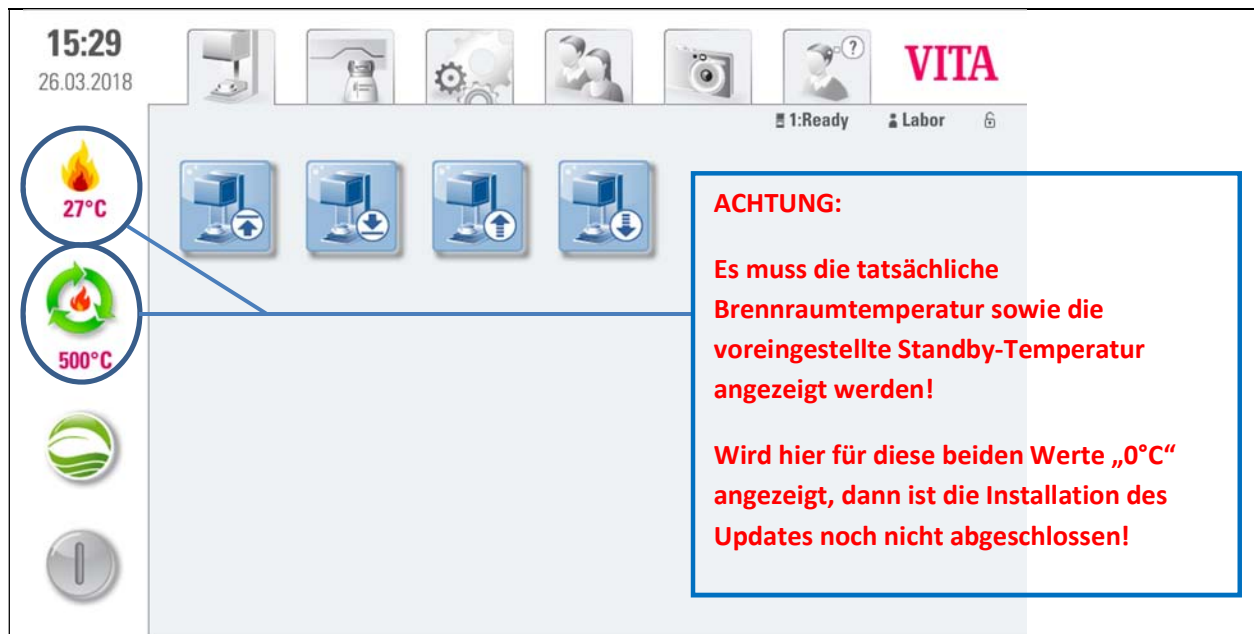 15:29
26.03.2018
?
VITA
1:Ready
Labor
27°C
500°C
ACHTUNG:
Es muss die tatsächliche
Brennraumtemperatur sowie die
voreingestellte Standby-Temperatur
angezeigt werden!
Wird hier für diese beiden Werte „0°C“
angezeigt, dann ist die Installation des
Updates noch nicht abgeschlossen!